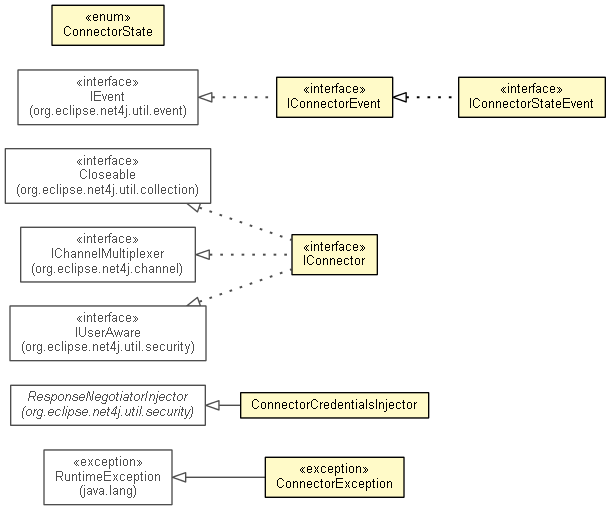 «enum»
ConnectorState
«interface»
IEvent
(org.eclipse.net4j.util.event)
«interface»
IConnectorEvent
«interface»
IConnectorStateEvent
«interface»
Closeable
(org.eclipse.net4j.util.collection)
«interface»
IChannelMultiplexer
(org.eclipse.net4j.channel)
«interface»
IConnector
«interface»
IUserAware
(org.eclipse.net4j.util.security)
ResponseNegotiatorInjector
(org.eclipse.net4j.util.security)
ConnectorCredentialsInjector
«exception»
RuntimeException
(java.lang)
«exception»
ConnectorException